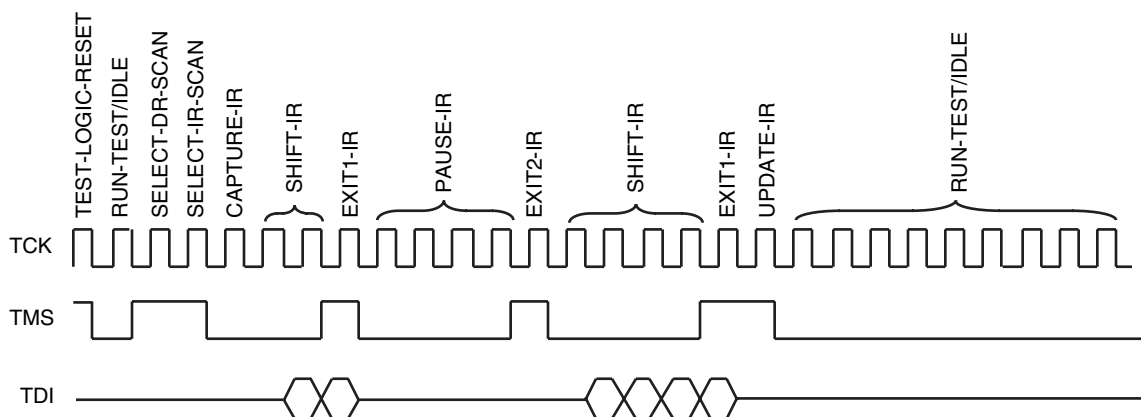 TEST-LOGIC-RESET
RUN-TEST/IDLE
SELECT-DR-SCAN
SELECT-IR-SCAN
CAPTURE-IR
SHIFT-IR
EXIT1-IR
PAUSE-IR
EXIT2-IR
SHIFT-IR
EXIT1-IR
UPDATE-IR
RUN-TEST/IDLE
TCK
TMS
TDI